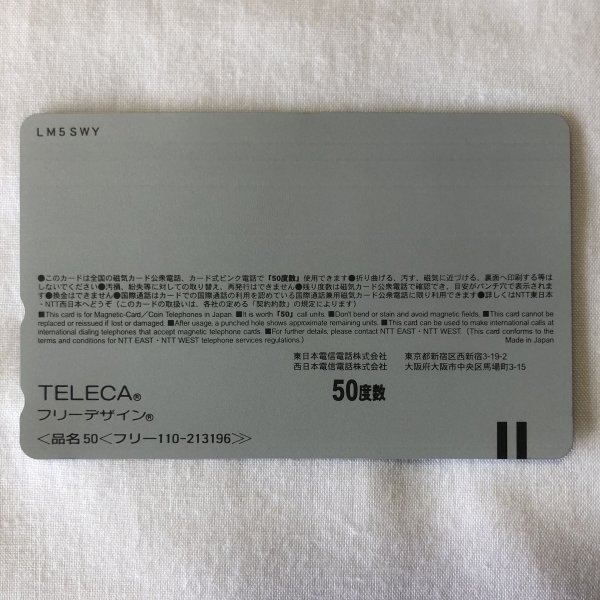 LM5SWY
●このカードは全国の磁気カード公衆電話、カード式ピンク電話で「50度数」使用できます●折り曲げる、汚す、磁気に近づける、裏面へ印刷する等は
しないでください●汚損、紛失等に対しての取り替え、再発行はできません●残り度数は磁気カード公衆電話で確認でき、目安がパンチ穴で表示されます
●換金はできません●国際通話はカードでの国際通話の利用を認めている国際通話兼用磁気カード公衆電話に限り利用できます●詳しくはNTT東日本
・NTT西日本へどうぞ（このカードの取扱いは、各社の定める「契約約款」の規定によります）
■This card is for Magnetic-Card／Coin Telephones in Japan. ■It is worth「50」call units. ■Don't bend or stain and avoid magnetic fields. ■This card cannot be
replaced or reissued if lost or damaged. ■After usage, a punched hole shows approximate remaining units. ■This card can be used to make international calls at
international dialing telephones that accept magnetic telephone cards. ■For further details, please contact NTT EAST・NTT WEST (This card conforms to the
terms and conditions for NTT EAST・NTT WEST telephone services regulations.)
Made in Japan
東日本電信電話株式会社 東京都新宿区西新宿3-19-2
西日本電信電話株式会社 大阪府大阪市中央区馬場町3-15
TELECA®
50度数
フリーデザイン®
＜品名50＜フリー110-213196≫